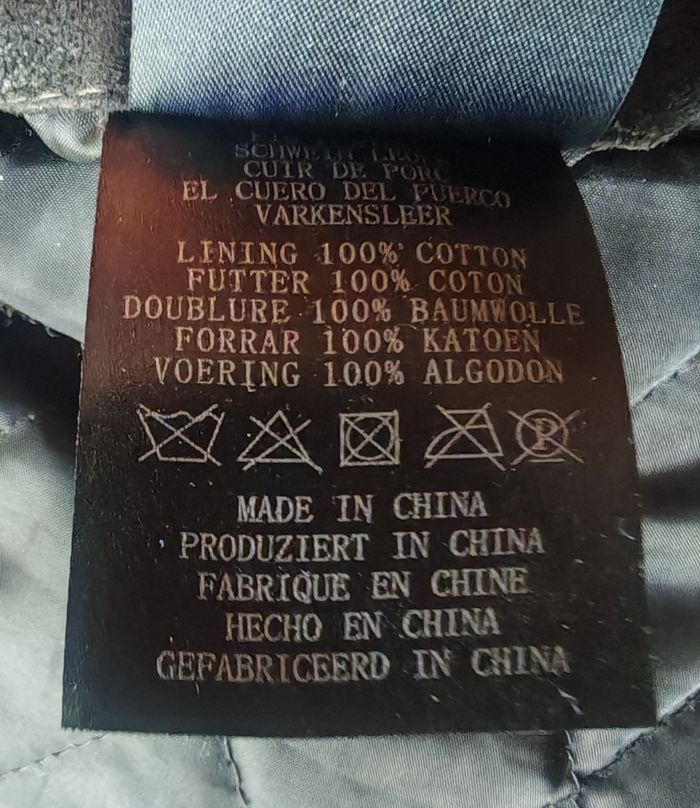 SCHWEIN LEDER
CUIR DE PORC
EL CUERO DEL PUERCO
VARKENSLEER
LINING 100% COTTON
FUTTER 100% COTON
DOUBLURE 100% BAUMWOLLE
FORRAR 100% KATOEN
VOERING 100% ALGODON
P
MADE IN CHINA
PRODUZIERT IN CHINA
FABRIQUE EN CHINE
HECHO EN CHINA
GEFABRICEERD IN CHINA